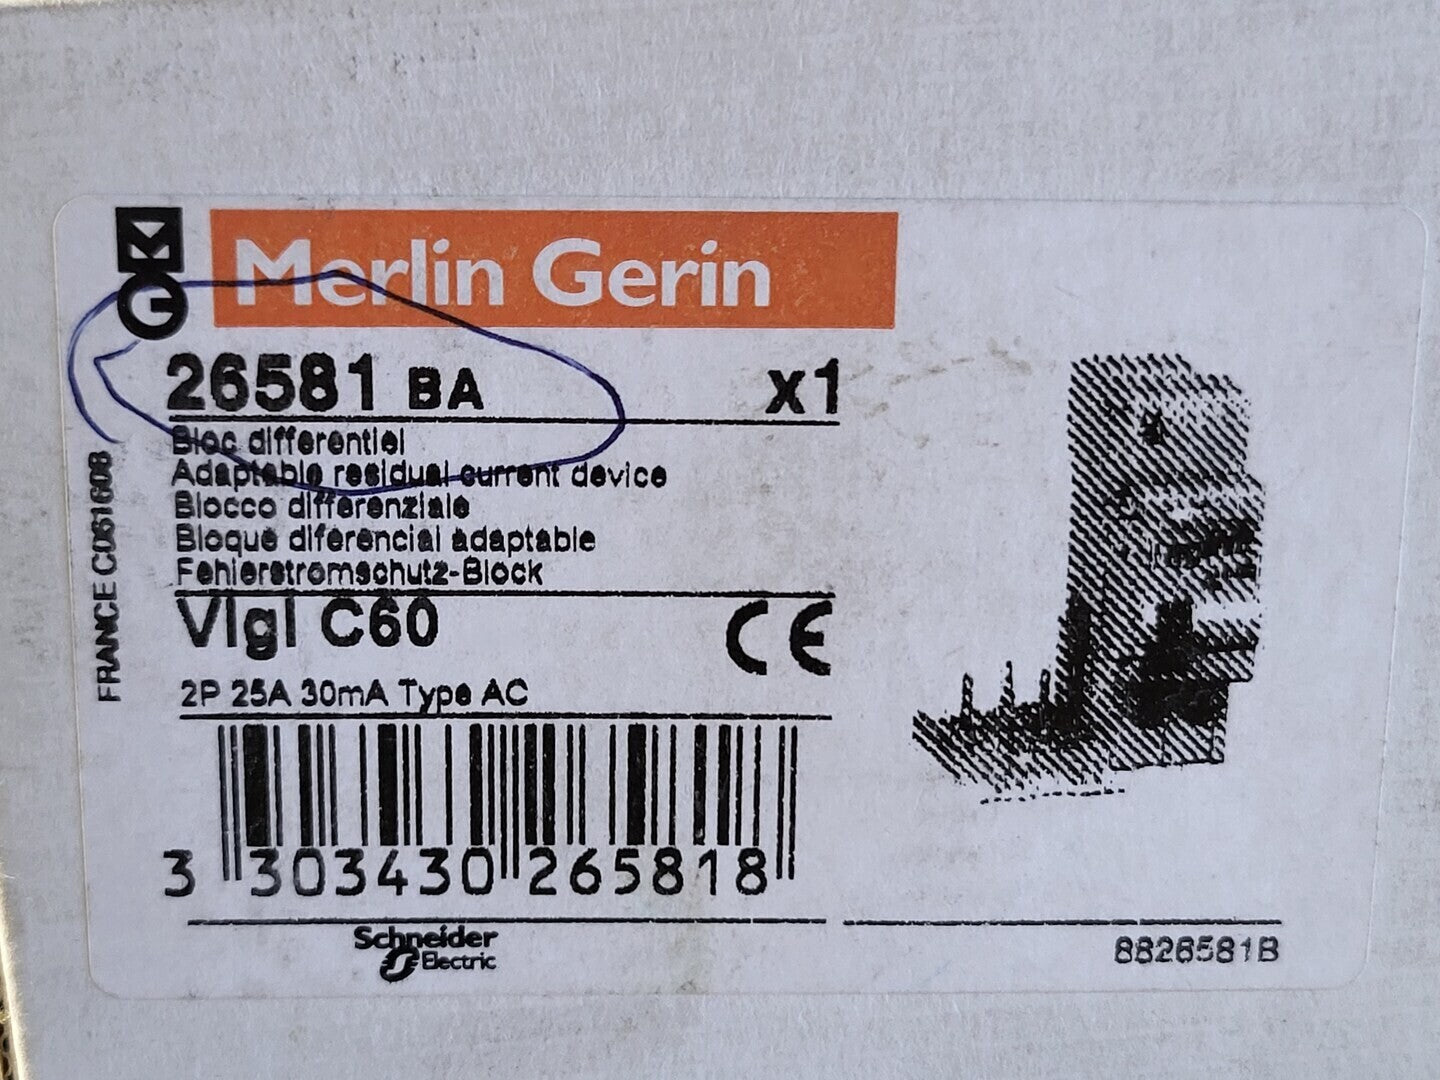 Merlin Gerin
26581 BA x1
Bloc differentiel
Adaptable residual current device
Blocco differenziale
Bloque diferencial adaptable
Fehlerstromschutz-Block
Vigi C60 CE
2P 25A 30mA Type AC
FRANCE C061608
3 303430 265818
Schneider
Electric
8826581B